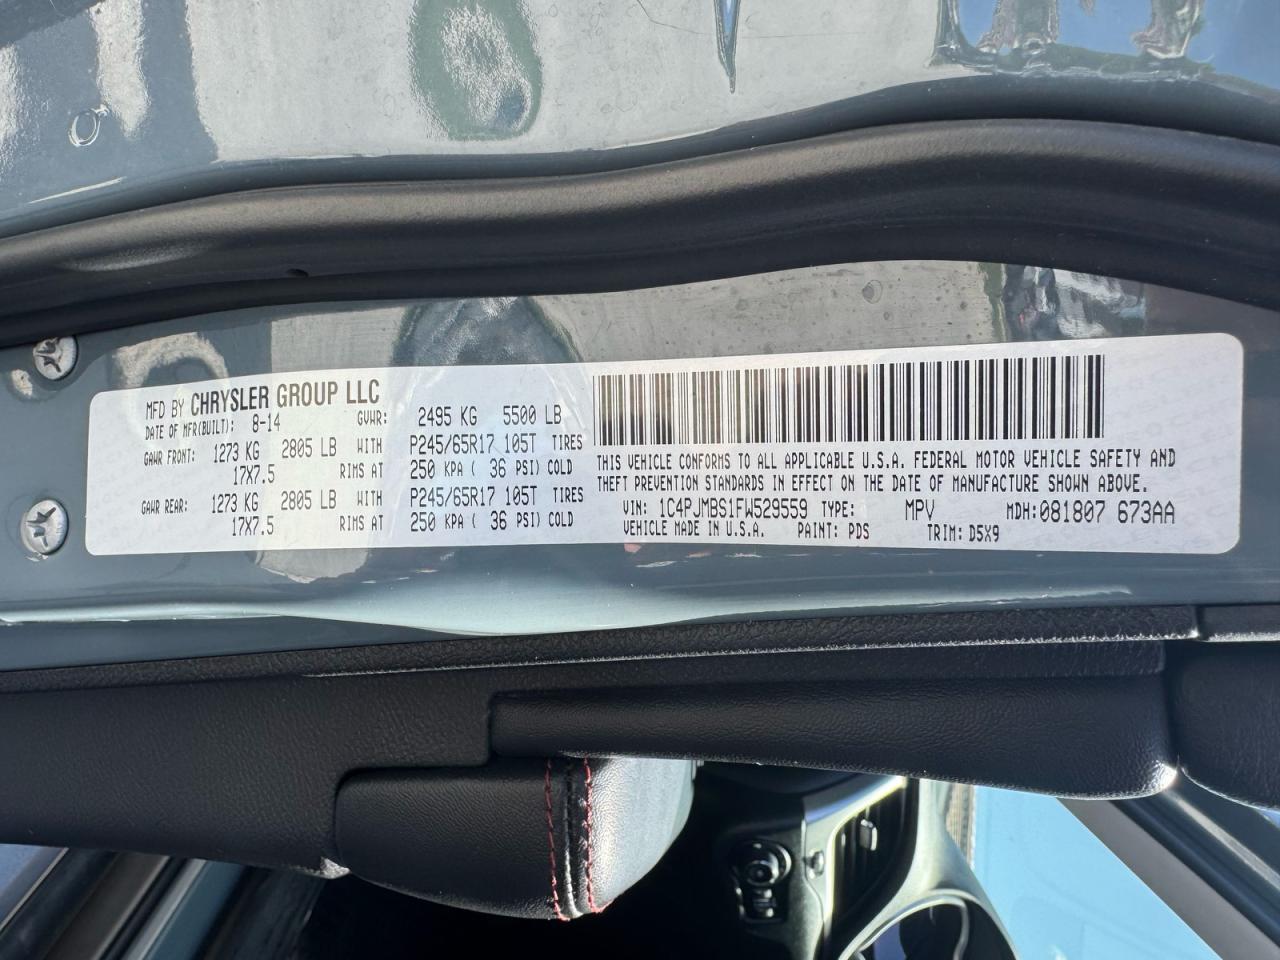 MFD BY CHRYSLER GROUP LLC
DATE OF MFR(BUILT): 8-14 GVWR: 2495 KG 5500 LB
GAWR FRONT: 1273 KG 2805 LB WITH P245/65R17 105T TIRES
17X7.5 RIMS AT 250 KPA ( 36 PSI) COLD
GAWR REAR: 1273 KG 2805 LB WITH P245/65R17 105T TIRES
17X7.5 RIMS AT 250 KPA ( 36 PSI) COLD
THIS VEHICLE CONFORMS TO ALL APPLICABLE U.S.A. FEDERAL MOTOR VEHICLE SAFETY AND
THEFT PREVENTION STANDARDS IN EFFECT ON THE DATE OF MANUFACTURE SHOWN ABOVE.
VIN: 1C4PJMBS1FW529559 TYPE: MPV MDH:081807 673AA
VEHICLE MADE IN U.S.A. PAINT: PDS TRIM: D5X9